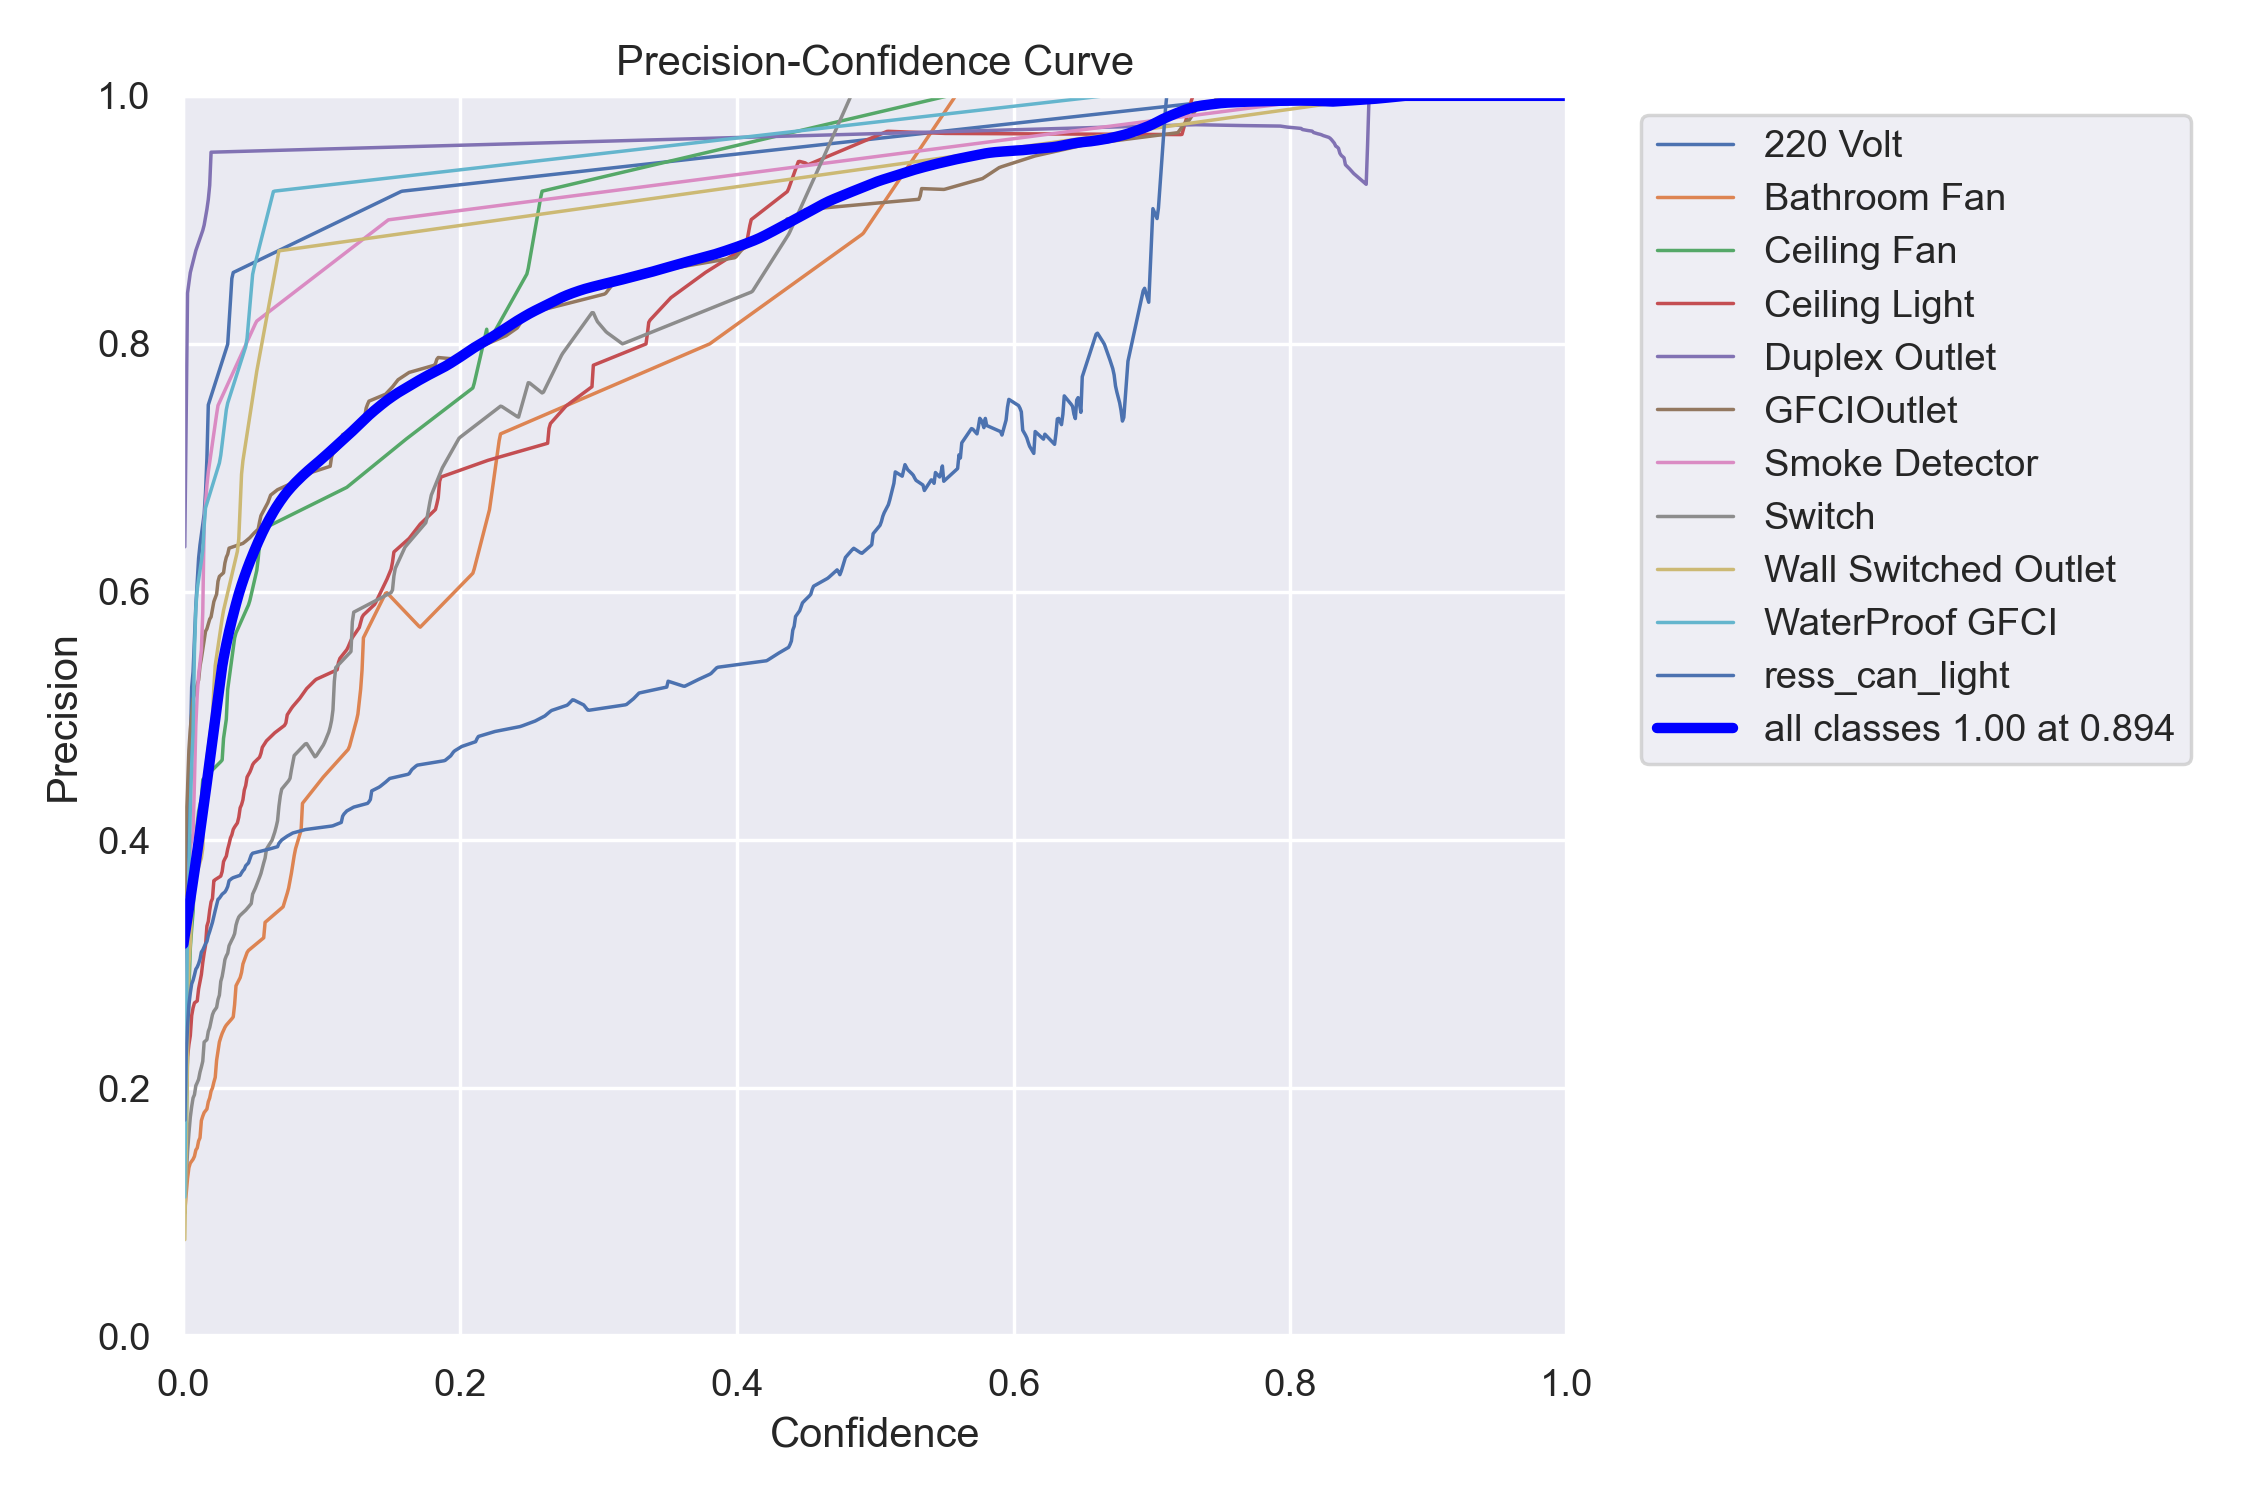 Precision-Confidence Curve
1.0
0.8
0.6
0.4
0.2
0.0
Precision
0.0 0.2 0.4 0.6 0.8 1.0
Confidence
220 Volt
Bathroom Fan
Ceiling Fan
Ceiling Light
Duplex Outlet
GFCIOutlet
Smoke Detector
Switch
Wall Switched Outlet
WaterProof GFCI
ress_can_light
all classes 1.00 at 0.894